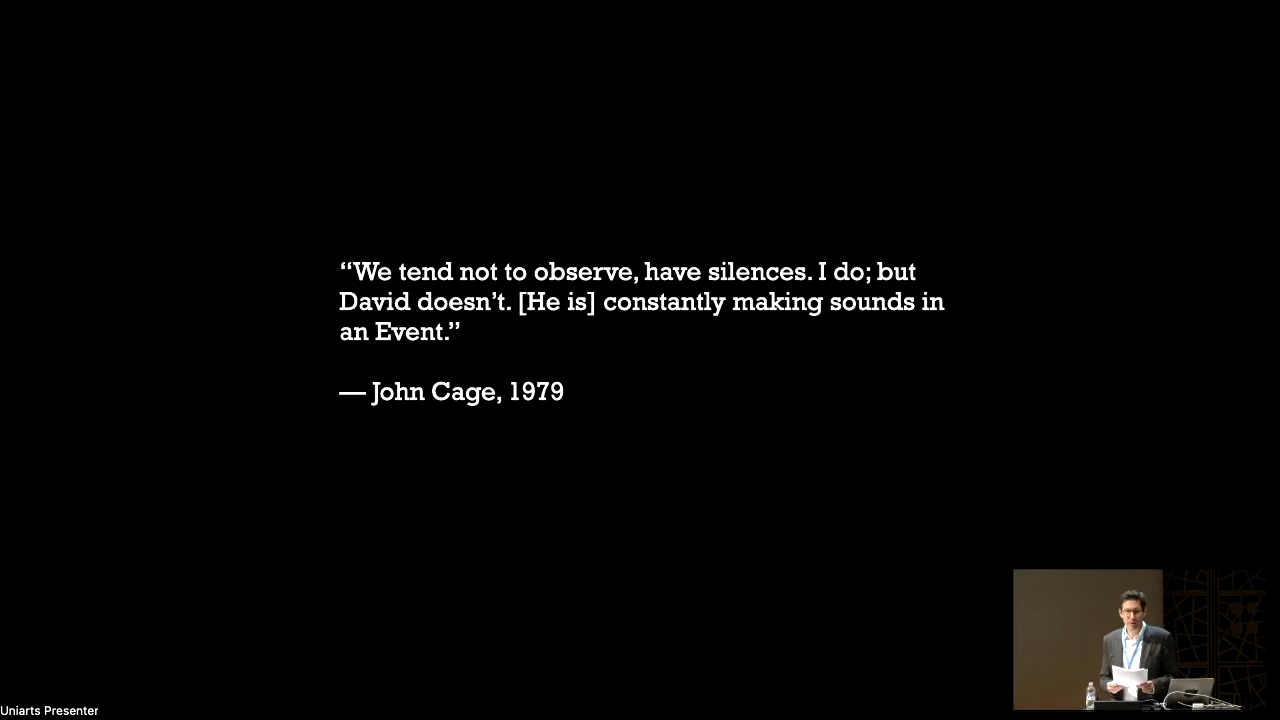 “We tend not to observe, have silences. I do; but
David doesn’t. [He is] constantly making sounds in
an Event.”
— John Cage, 1979
Uniarts Presenter